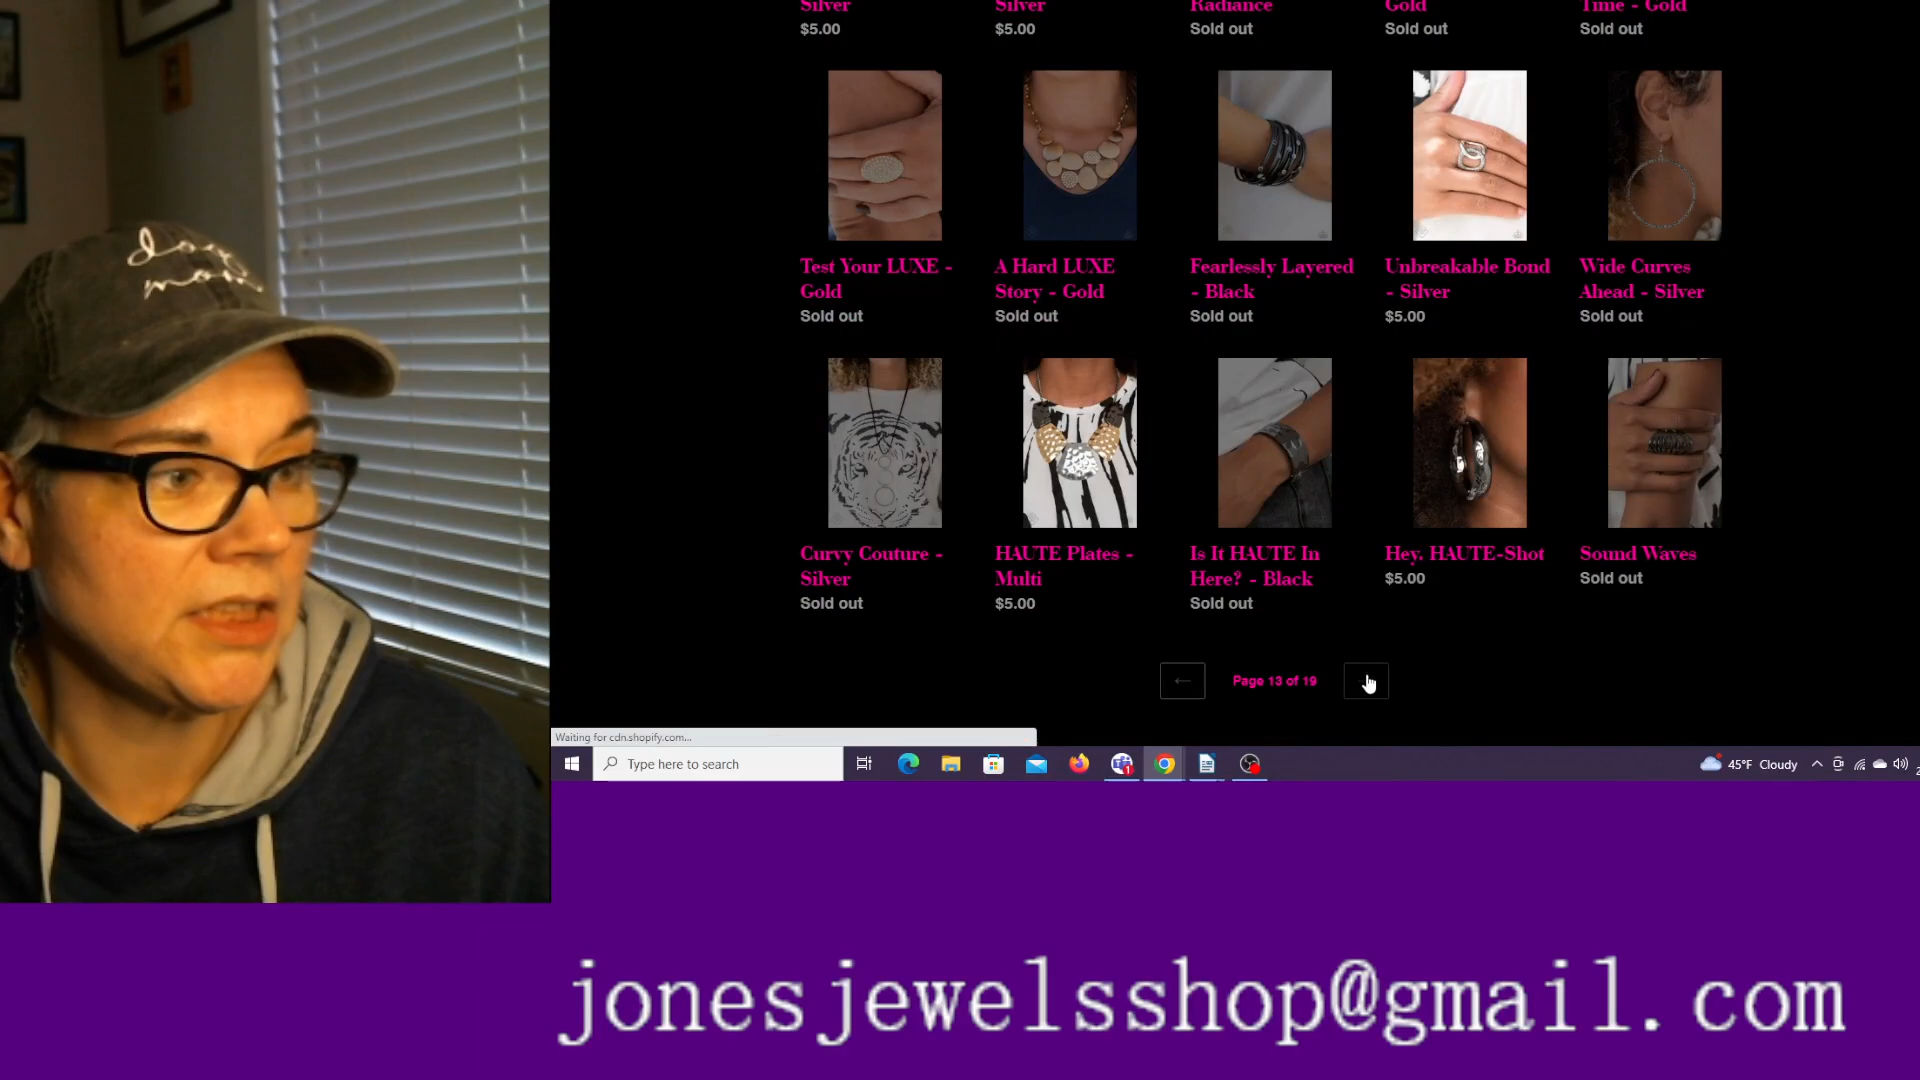 dog
mom
Silver
$5.00
Silver
$5.00
Radiance
Sold out
Gold
Sold out
Time - Gold
Sold out
Test Your LUXE -
Gold
Sold out
A Hard LUXE
Story - Gold
Sold out
Fearlessly Layered
- Black
Sold out
Unbreakable Bond
- Silver
$5.00
Wide Curves
Ahead - Silver
Sold out
Curvy Couture -
Silver
Sold out
HAUTE Plates -
Multi
$5.00
Is It HAUTE In
Here? - Black
Sold out
Hey, HAUTE-Shot
$5.00
Sound Waves
Sold out
← Page 13 of 19
Waiting for cdn.shopify.com...
Type here to search
1
45°F Cloudy
jonesjewelsshop@gmail.com